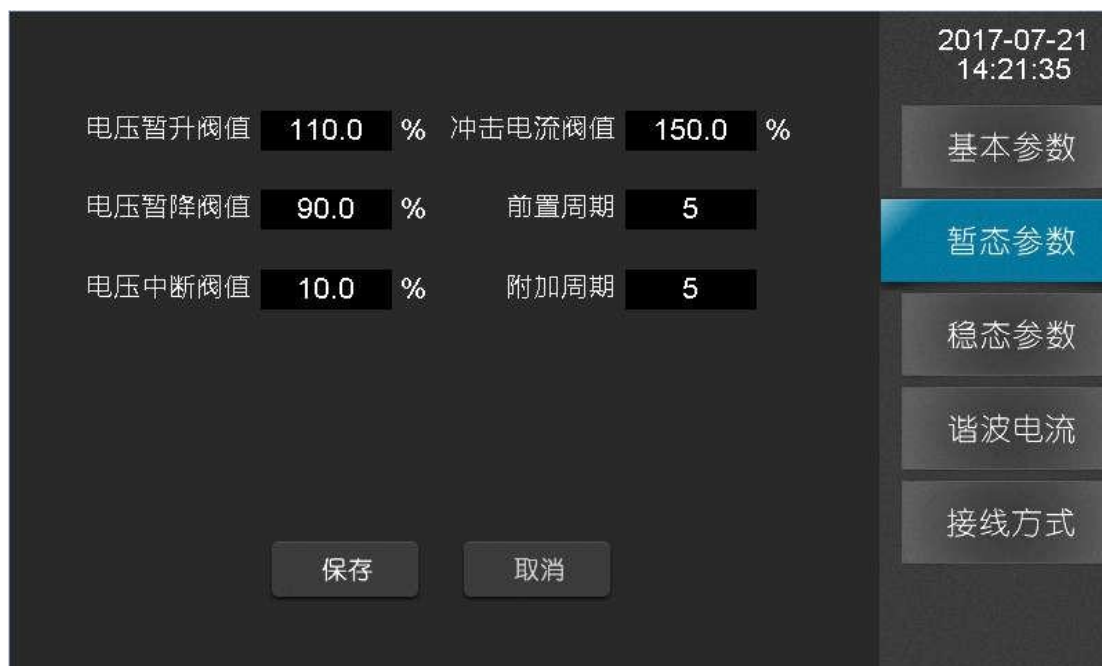 2017-07-21
14:21:35
电压暂升阀值 110.0 % 冲击电流阀值 150.0 %
电压暂降阀值 90.0 % 前置周期 5
电压中断阀值 10.0 % 附加周期 5
保存 取消
基本参数
暂态参数
稳态参数
谐波电流
接线方式